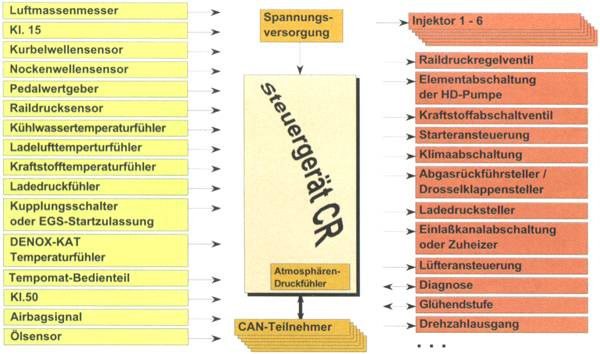 Luftmassenmesser
Kl. 15
Kurbelwellensensor
Nockenwellensensor
Pedalwertgeber
Raildrucksensor
Kühlwassertemperaturfühler
Ladelufttemperturfühler
Kraftstofftemperaturfühler
Ladedruckfühler
Kupplungsschalter
oder EGS-Startzulassung
DENOX-KAT
Temperaturfühler
Tempomat-Bedienteil
Kl.50
Airbagsignal
Ölsensor
Spannungs-
versorgung
Steuergerät CR
Atmosphären-
Druckfühler
CAN-Teilnehmer
Injektor 1 - 6
Raildruckregelventil
Elementabschaltung
der HD-Pumpe
Kraftstoffabschaltventil
Starteransteuerung
Klimaabschaltung
Abgasrückführsteller /
Drosselklappensteller
Ladedrucksteller
Einlaßkanalabschaltung
oder Zuheizer
Lüfteransteuerung
Diagnose
Glühendstufe
Drehzahlausgang
. . .